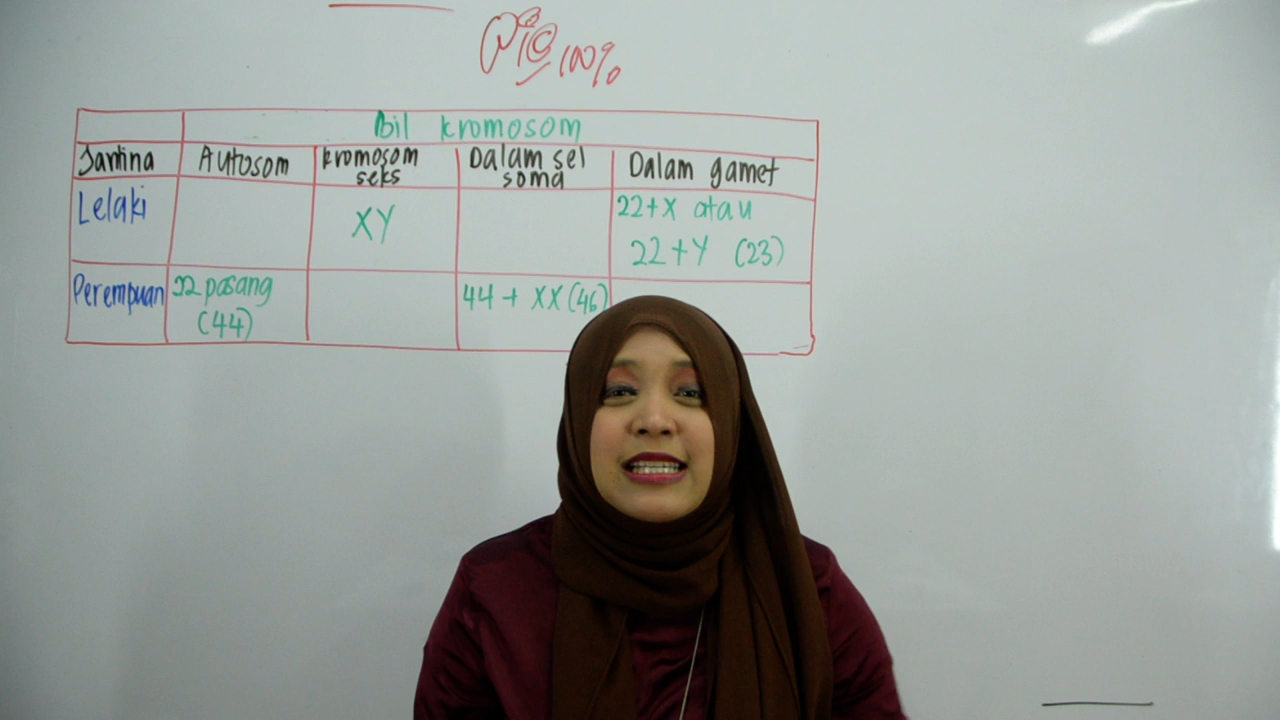 100%
Bil kromosom
Jantina Autosom kromosom seks Dalam sel soma Dalam gamet
Lelaki XY 22+X atau
22+Y (23)
Perempuan 22 pasang 44 + XX (46)
(44)